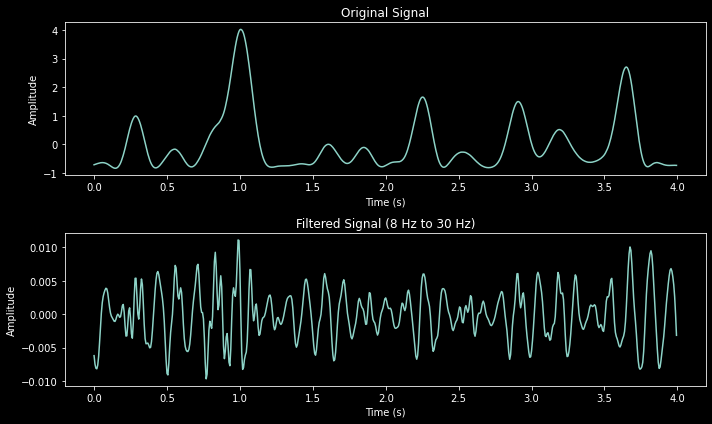 Original Signal
4
3
2
1
0
−1
Amplitude
0.0 0.5 1.0 1.5 2.0 2.5 3.0 3.5 4.0
Time (s)
Filtered Signal (8 Hz to 30 Hz)
0.010
0.005
0.000
−0.005
−0.010
Amplitude
0.0 0.5 1.0 1.5 2.0 2.5 3.0 3.5 4.0
Time (s)